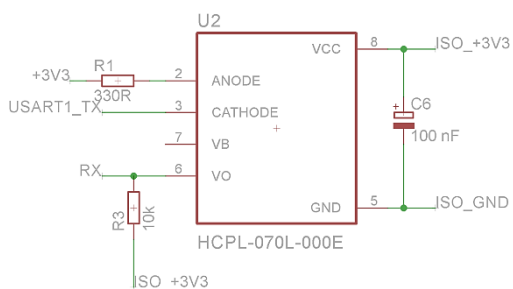 U2
VCC 8 ISO_+3V3
R1
+3V3 2 ANODE
330R
USART1_TX 3 CATHODE
+ C6
100 nF
7 VB
RX 6 VO
R3
10k
GND 5 ISO_GND
HCPL-070L-000E
ISO_+3V3